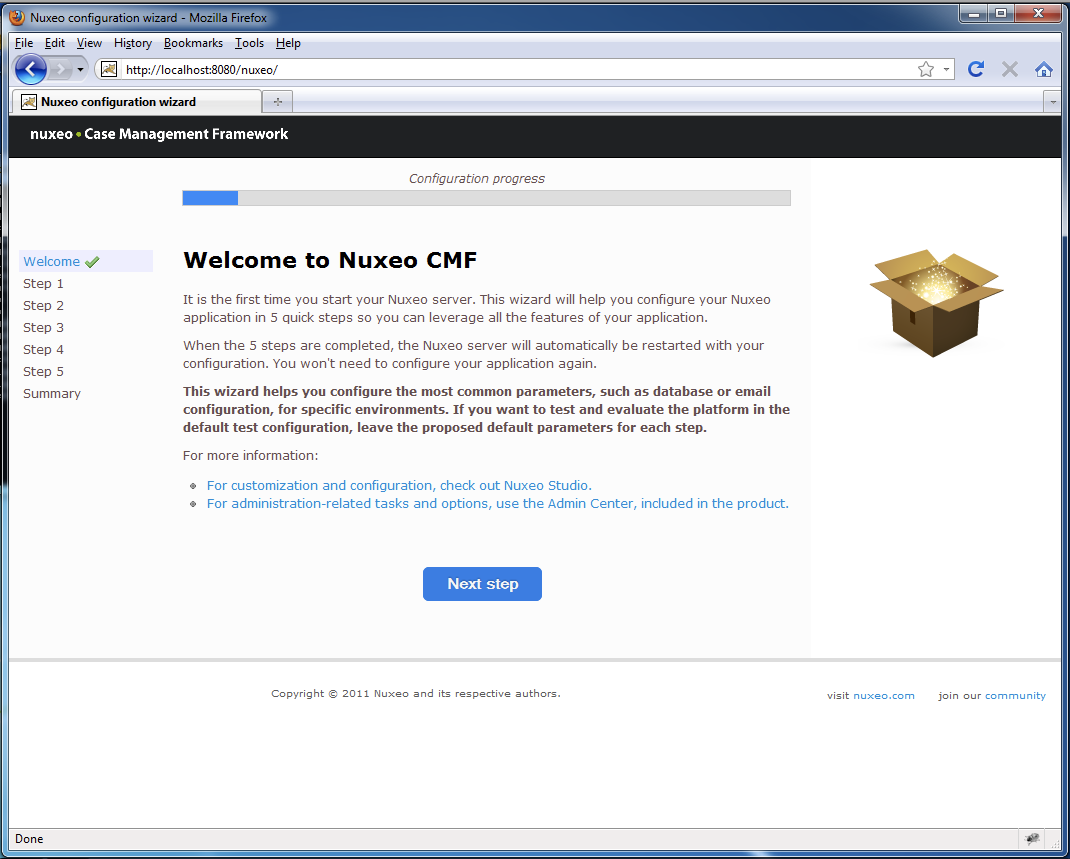 Nuxeo configuration wizard - Mozilla Firefox
File Edit View History Bookmarks Tools Help
http://localhost:8080/nuxeo/
Nuxeo configuration wizard
nuxeo • Case Management Framework
Configuration progress
Welcome
Step 1
Step 2
Step 3
Step 4
Step 5
Summary
Welcome to Nuxeo CMF
It is the first time you start your Nuxeo server. This wizard will help you configure your Nuxeo
application in 5 quick steps so you can leverage all the features of your application.
When the 5 steps are completed, the Nuxeo server will automatically be restarted with your
configuration. You won't need to configure your application again.
This wizard helps you configure the most common parameters, such as database or email
configuration, for specific environments. If you want to test and evaluate the platform in the
default test configuration, leave the proposed default parameters for each step.
For more information:
For customization and configuration, check out Nuxeo Studio.
For administration-related tasks and options, use the Admin Center, included in the product.
Next step
Copyright © 2011 Nuxeo and its respective authors.
visit nuxeo.com join our community
Done